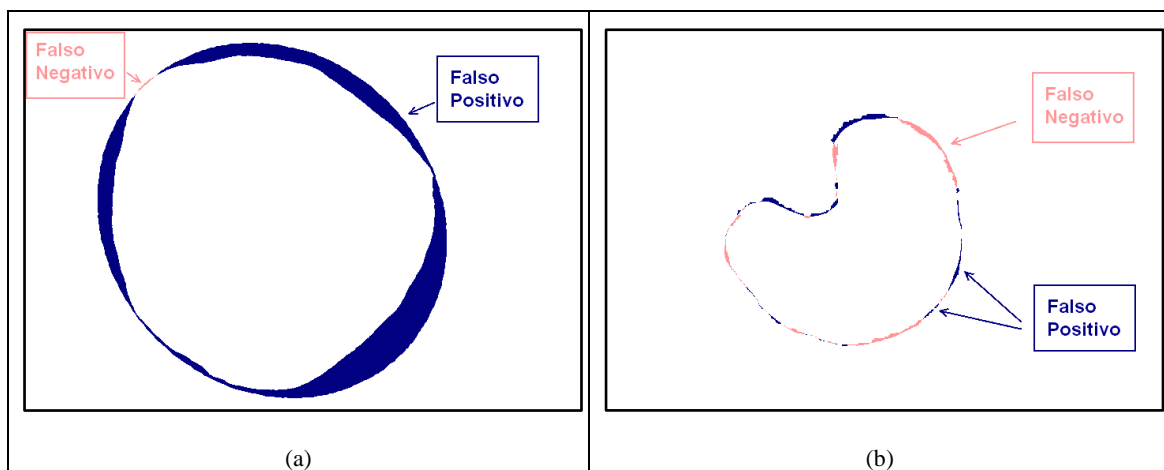 Falso
Negativo
Falso
Positivo
(a)
Falso
Negativo
Falso
Positivo
(b)